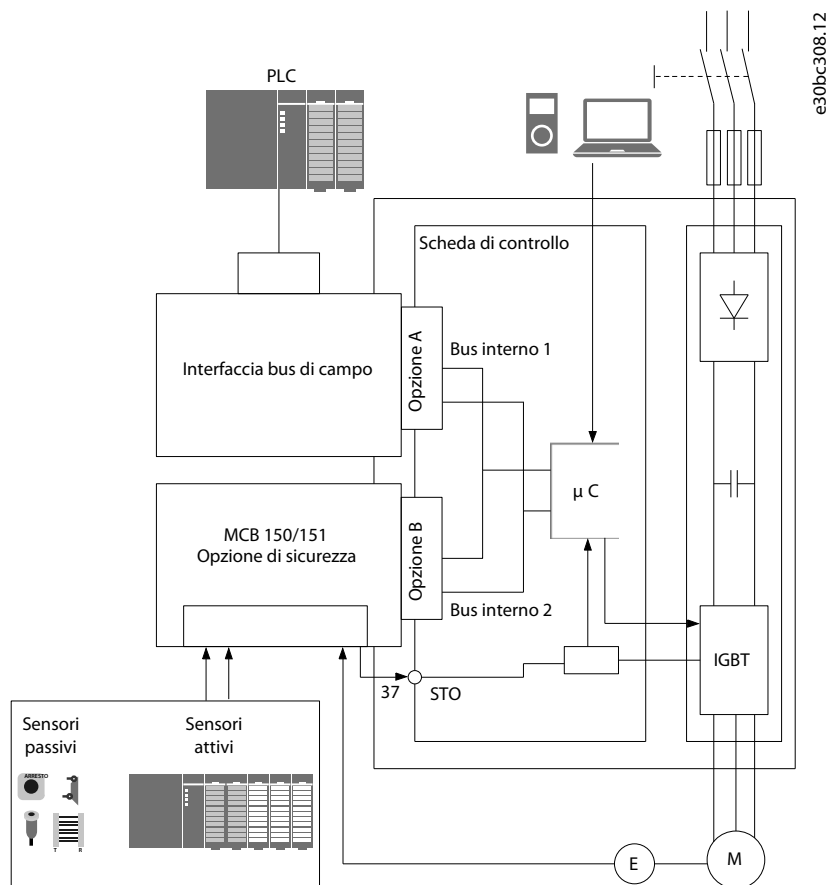 e30bc308.12
PLC
Scheda di controllo
Interfaccia bus di campo
Opzione A
Bus interno 1
µ C
MCB 150/151
Opzione di sicurezza
Opzione B
Bus interno 2
IGBT
37
STO
Sensori
passivi
Sensori
attivi
ARRESTO
T R
E
M